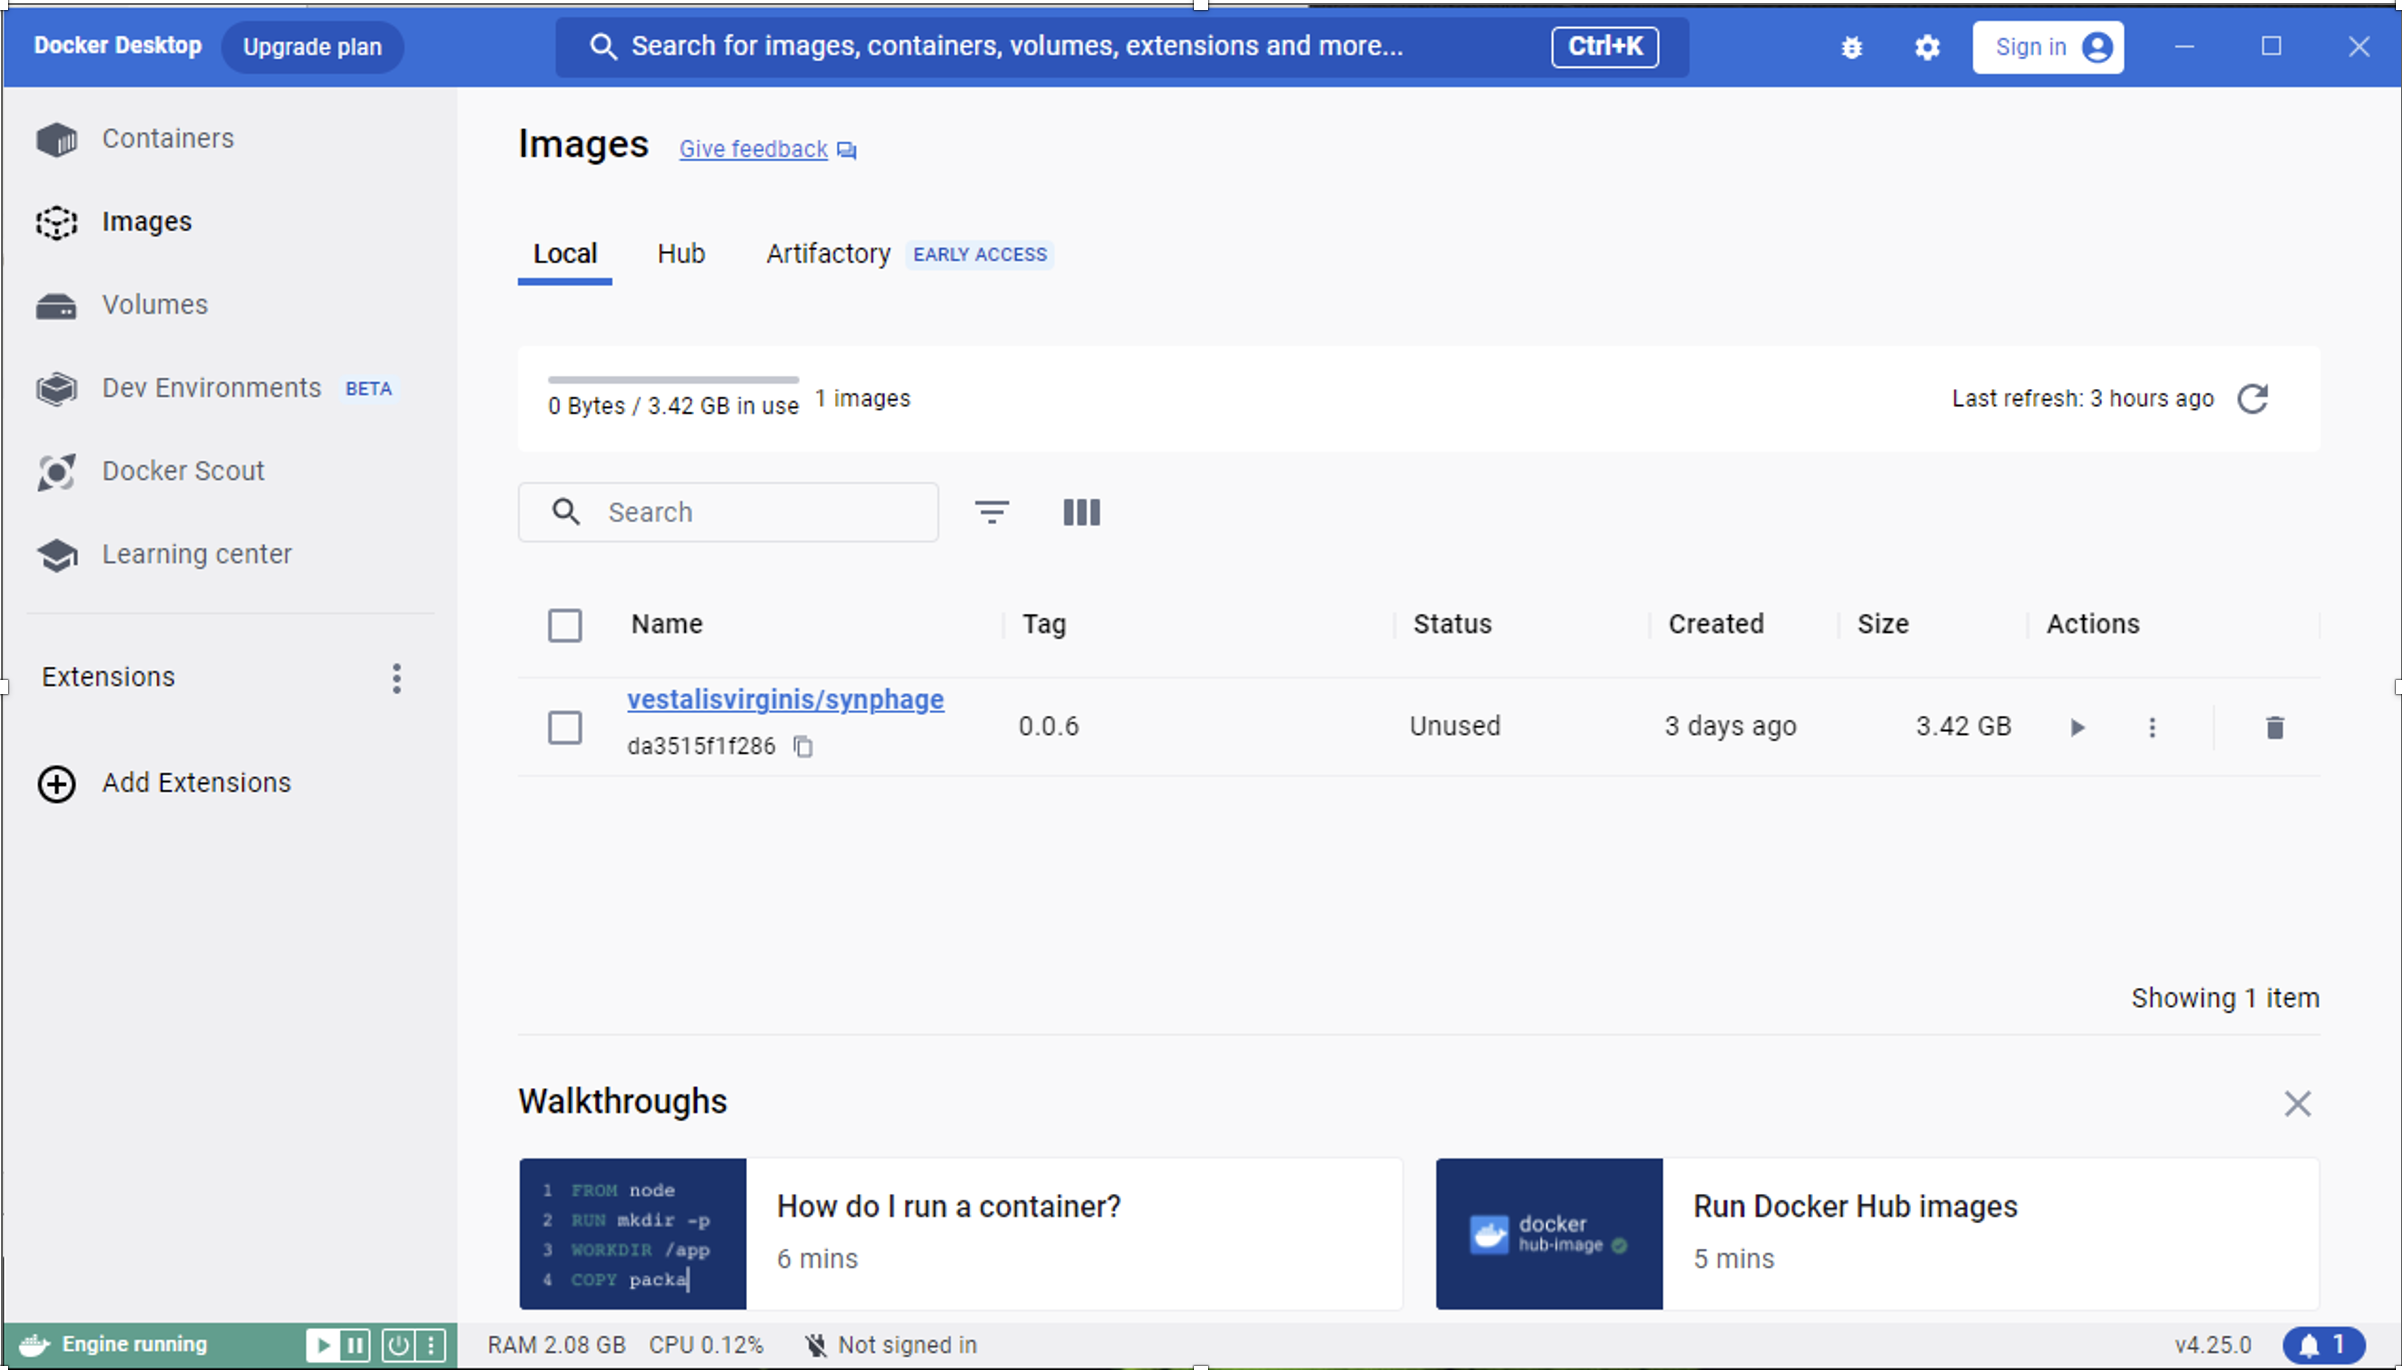 Docker Desktop Upgrade plan Search for images, containers, volumes, extensions and more... Ctrl+K Sign in
Containers
Images
Volumes
Dev Environments BETA
Docker Scout
Learning center
Extensions
Add Extensions
Images Give feedback
Local Hub Artifactory EARLY ACCESS
0 Bytes / 3.42 GB in use 1 images Last refresh: 3 hours ago
Search
Name Tag Status Created Size Actions
vestalisvirginis/synphage 0.0.6 Unused 3 days ago 3.42 GB
da3515f1f286
Showing 1 item
Walkthroughs
1 FROM node
2 RUN mkdir -p
3 WORKDIR /app
4 COPY packa
How do I run a container?
6 mins
docker
hub-image
Run Docker Hub images
5 mins
Engine running RAM 2.08 GB CPU 0.12% Not signed in v4.25.0 1